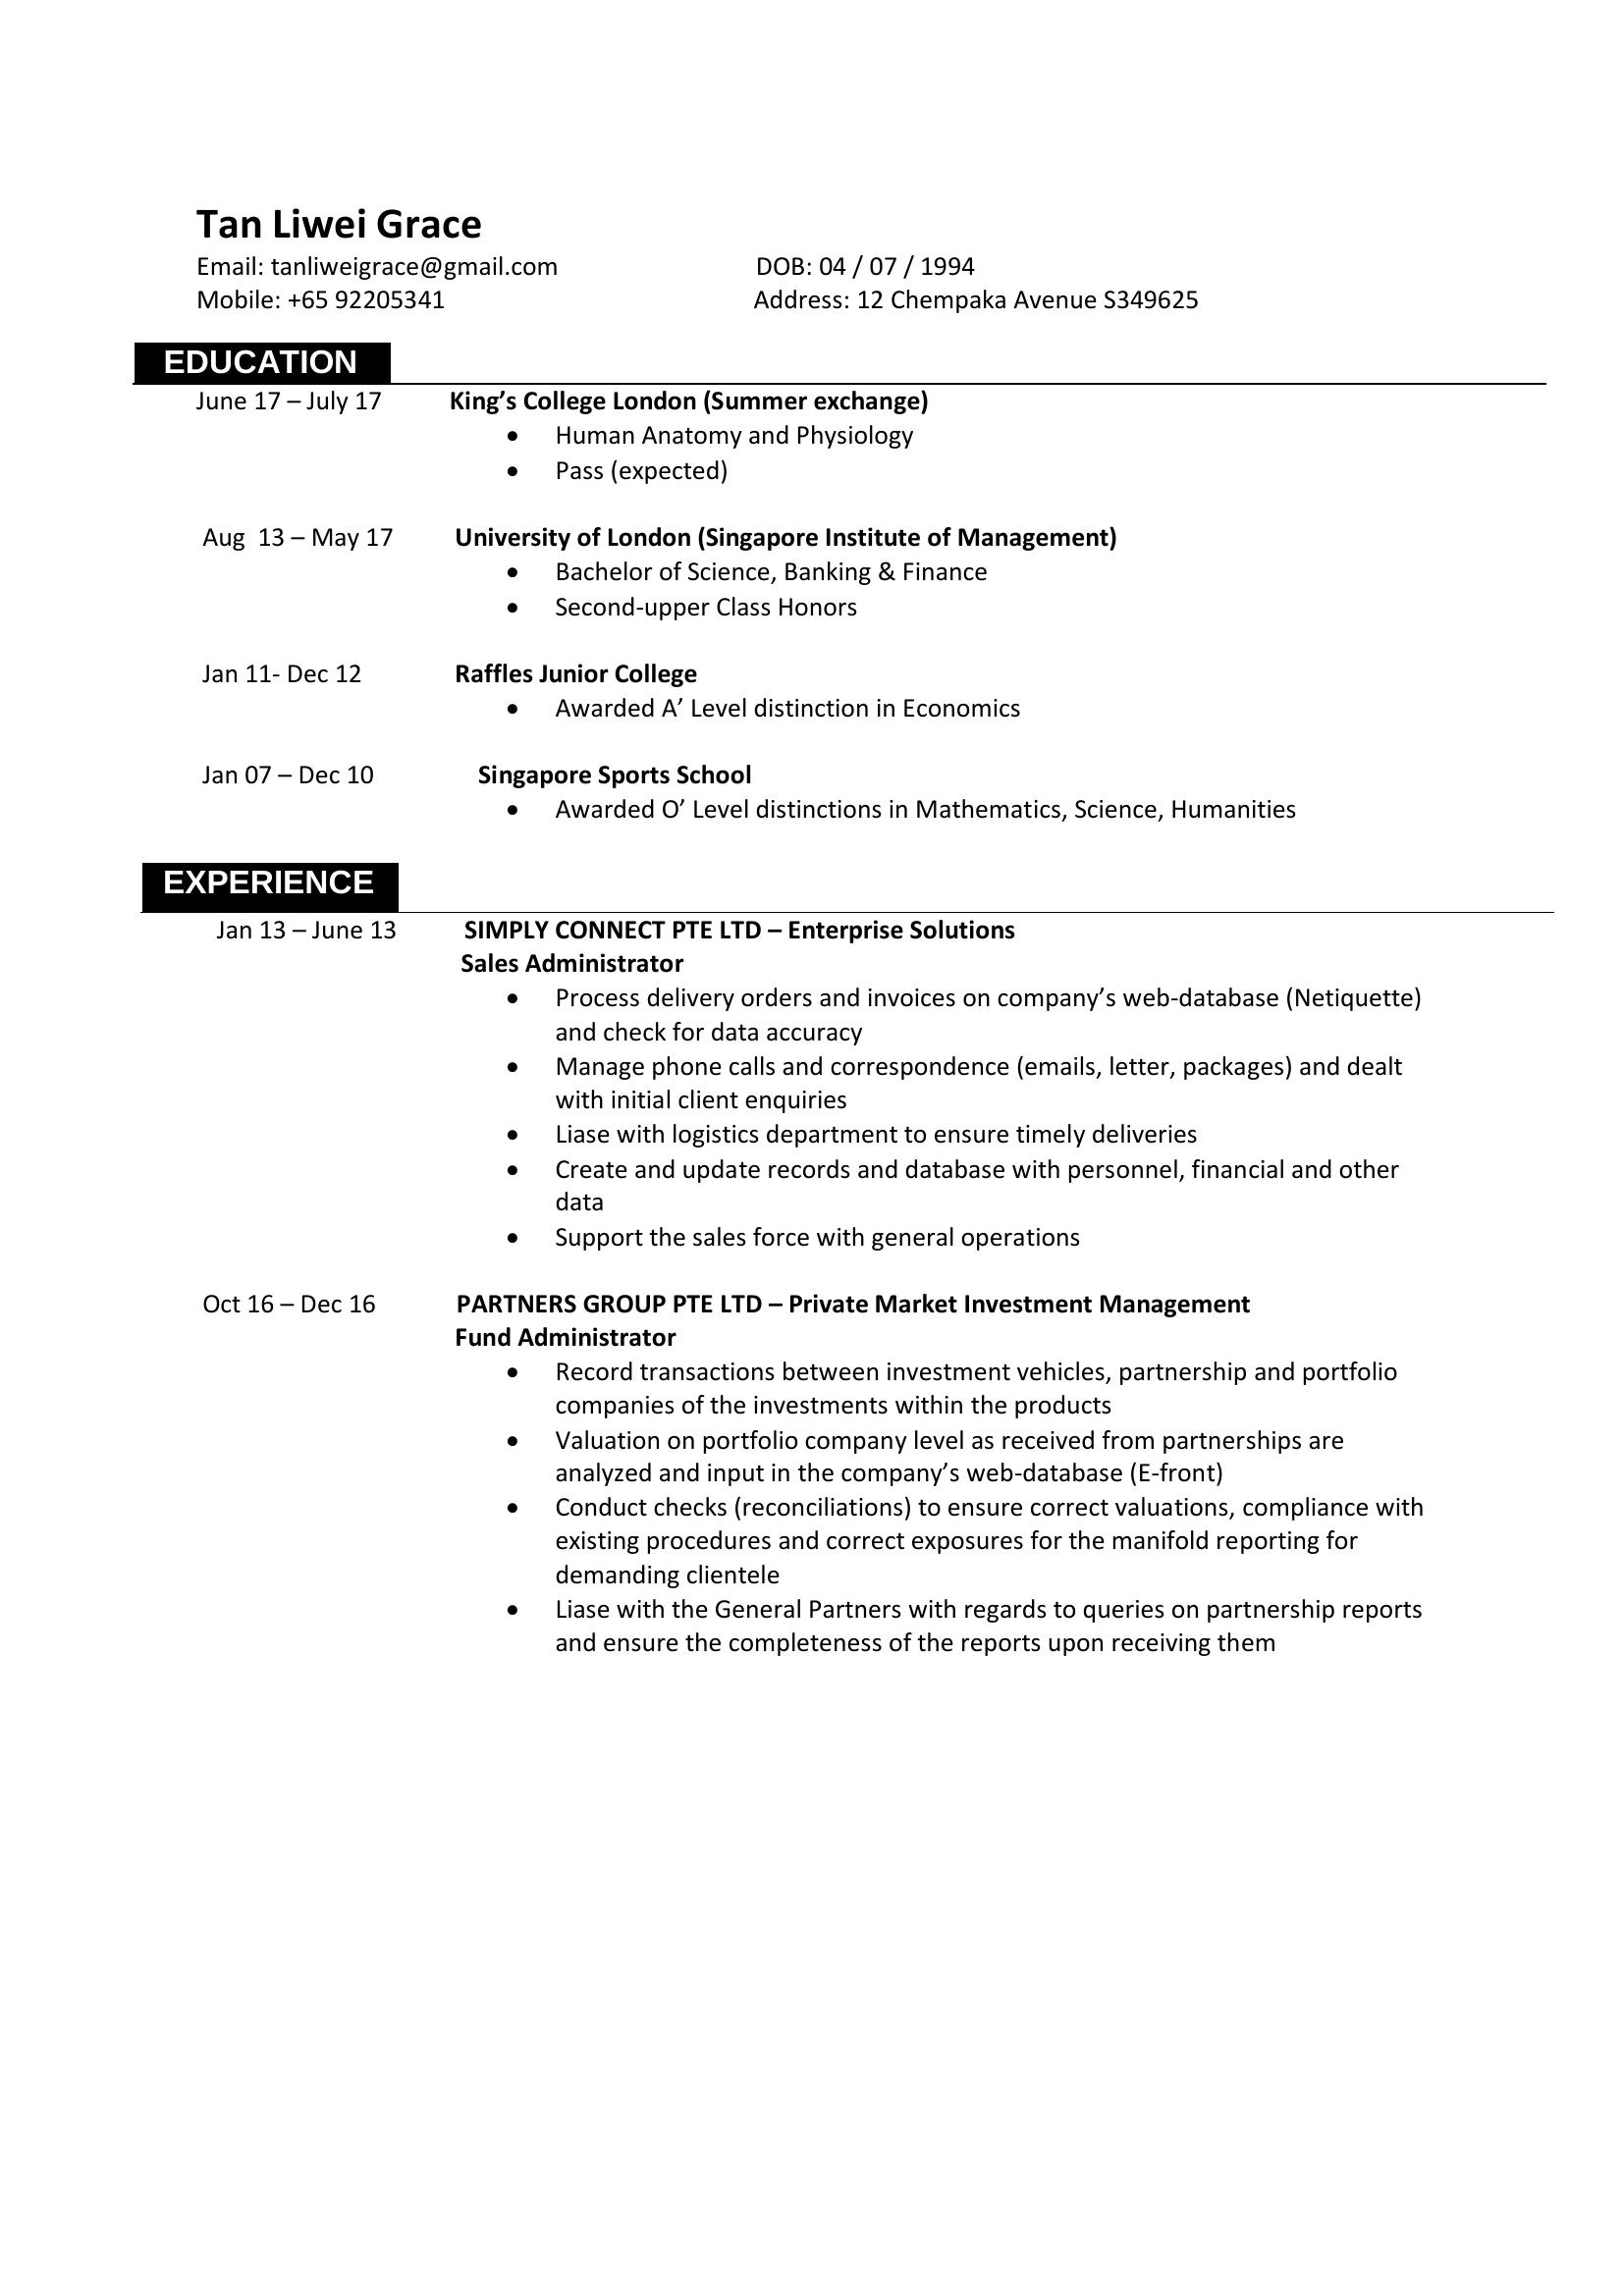 Tan Liwei Grace
Email: tanliweigrace@gmail.com DOB: 04 / 07 / 1994
Mobile: +65 92205341 Address: 12 Chempaka Avenue S349625
EDUCATION
June 17 – July 17 King’s College London (Summer exchange)
• Human Anatomy and Physiology
• Pass (expected)
Aug 13 – May 17 University of London (Singapore Institute of Management)
• Bachelor of Science, Banking & Finance
• Second-upper Class Honors
Jan 11- Dec 12 Raffles Junior College
• Awarded A’ Level distinction in Economics
Jan 07 – Dec 10 Singapore Sports School
• Awarded O’ Level distinctions in Mathematics, Science, Humanities
EXPERIENCE
Jan 13 – June 13 SIMPLY CONNECT PTE LTD – Enterprise Solutions
Sales Administrator
• Process delivery orders and invoices on company’s web-database (Netiquette)
and check for data accuracy
• Manage phone calls and correspondence (emails, letter, packages) and dealt
with initial client enquiries
• Liase with logistics department to ensure timely deliveries
• Create and update records and database with personnel, financial and other
data
• Support the sales force with general operations
Oct 16 – Dec 16 PARTNERS GROUP PTE LTD – Private Market Investment Management
Fund Administrator
• Record transactions between investment vehicles, partnership and portfolio
companies of the investments within the products
• Valuation on portfolio company level as received from partnerships are
analyzed and input in the company’s web-database (E-front)
• Conduct checks (reconciliations) to ensure correct valuations, compliance with
existing procedures and correct exposures for the manifold reporting for
demanding clientele
• Liase with the General Partners with regards to queries on partnership reports
and ensure the completeness of the reports upon receiving them